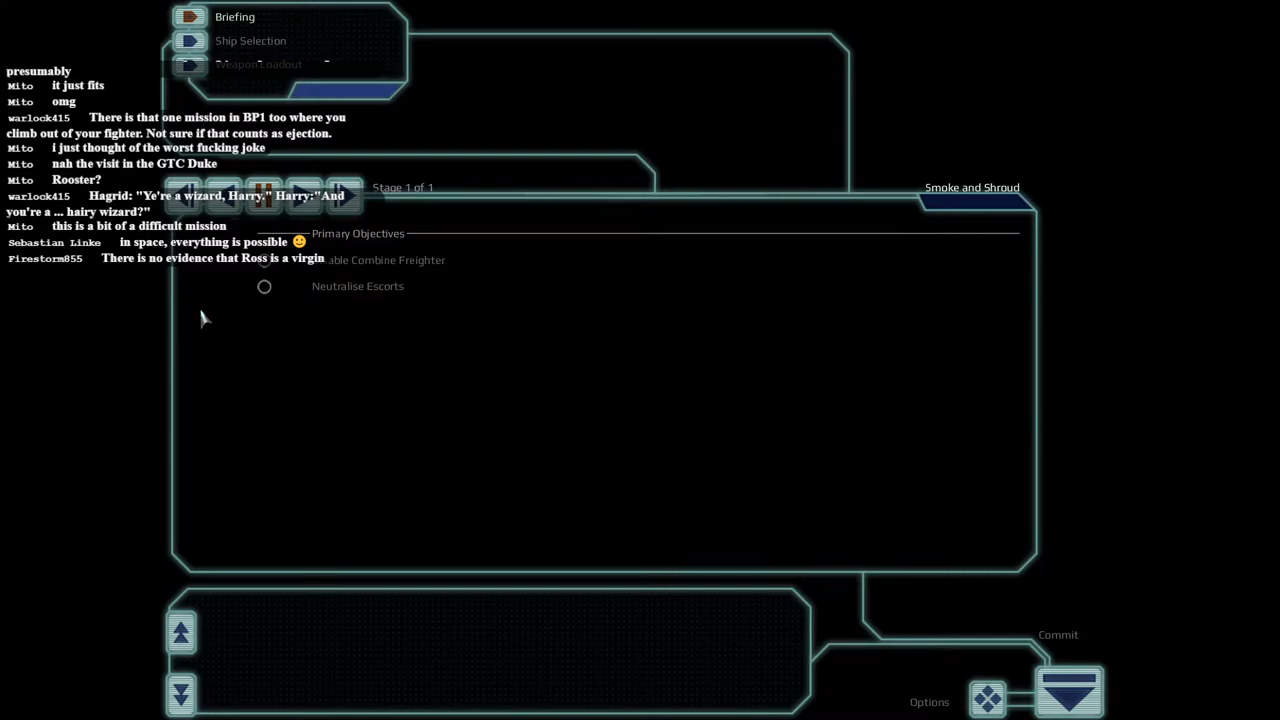 Briefing
Ship Selection
Weapon Loadout
presumably
Mito it just fits
Mito omg
warlock415 There is that one mission in BP1 too where you
climb out of your fighter. Not sure if that counts as ejection.
Mito i just thought of the worst fucking joke
Mito nah the visit in the GTC Duke
Mito Rooster?
warlock415 Hagrid: "Ye're a wizard, Harry." Harry:"And
you're a ... hairy wizard?"
Mito this is a bit of a difficult mission
Sebastian Linke in space, everything is possible 🙂
Firestorm855 There is no evidence that Ross is a virgin
Stage 1 of 1
Smoke and Shroud
Primary Objectives
Combine Freighter
Neutralise Escorts
Commit
Options